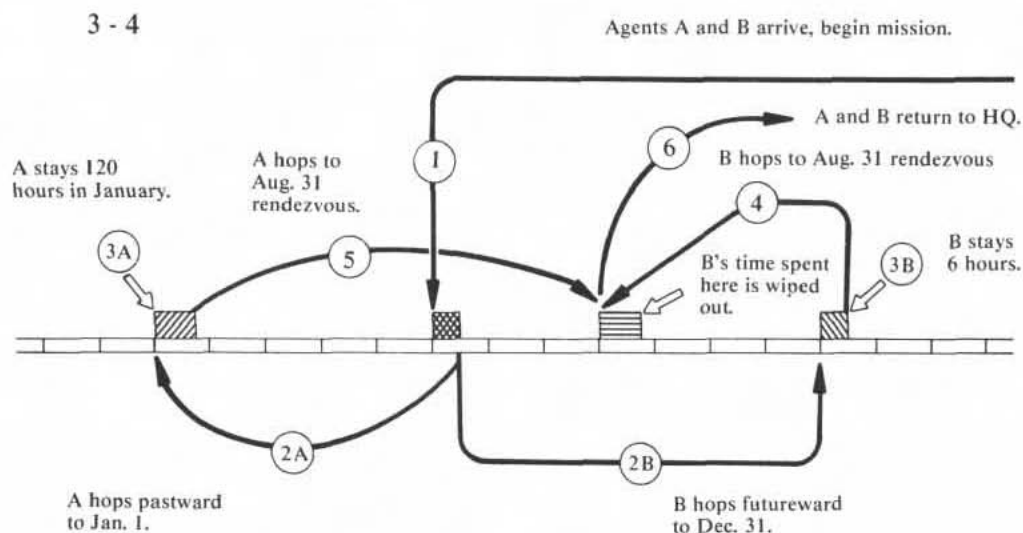 3 - 4
Agents A and B arrive, begin mission.
A and B return to HQ.
A stays 120
hours in January.
A hops to
Aug. 31
rendezvous.
1
6
B hops to Aug. 31 rendezvous
3A
5
4
B's time spent
here is wiped
out.
3B
B stays
6 hours.
2A
2B
A hops pastward
to Jan. 1.
B hops futureward
to Dec. 31.